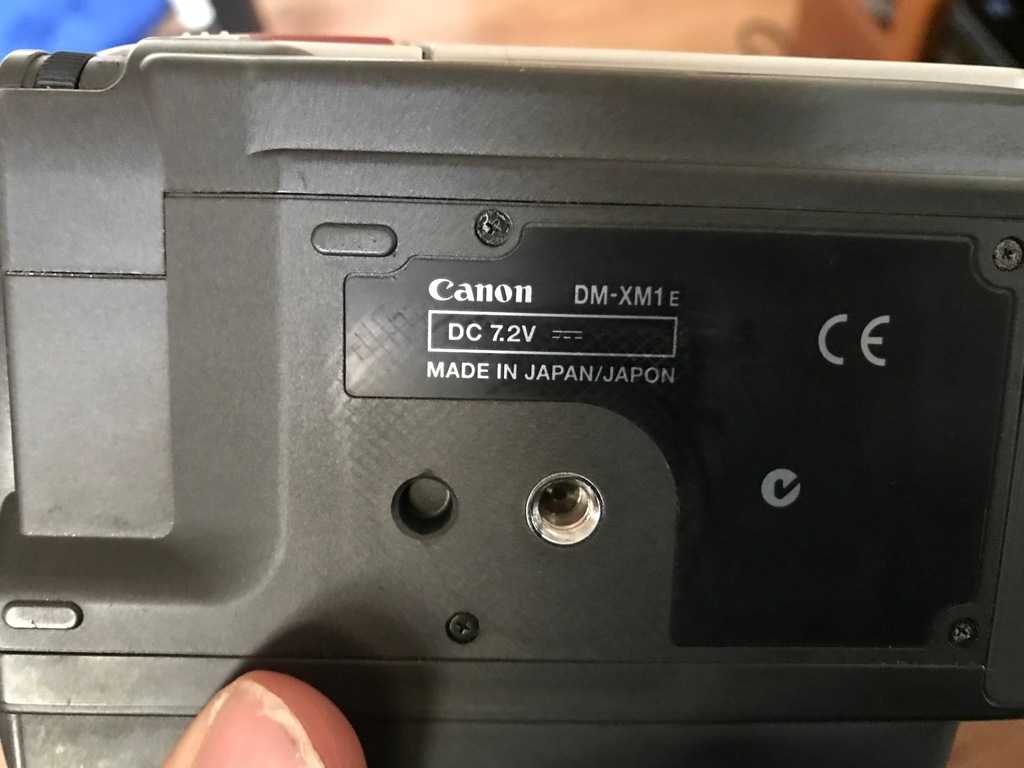 Canon DM-XM1 E
DC 7.2V ⎓
MADE IN JAPAN/JAPON
CE